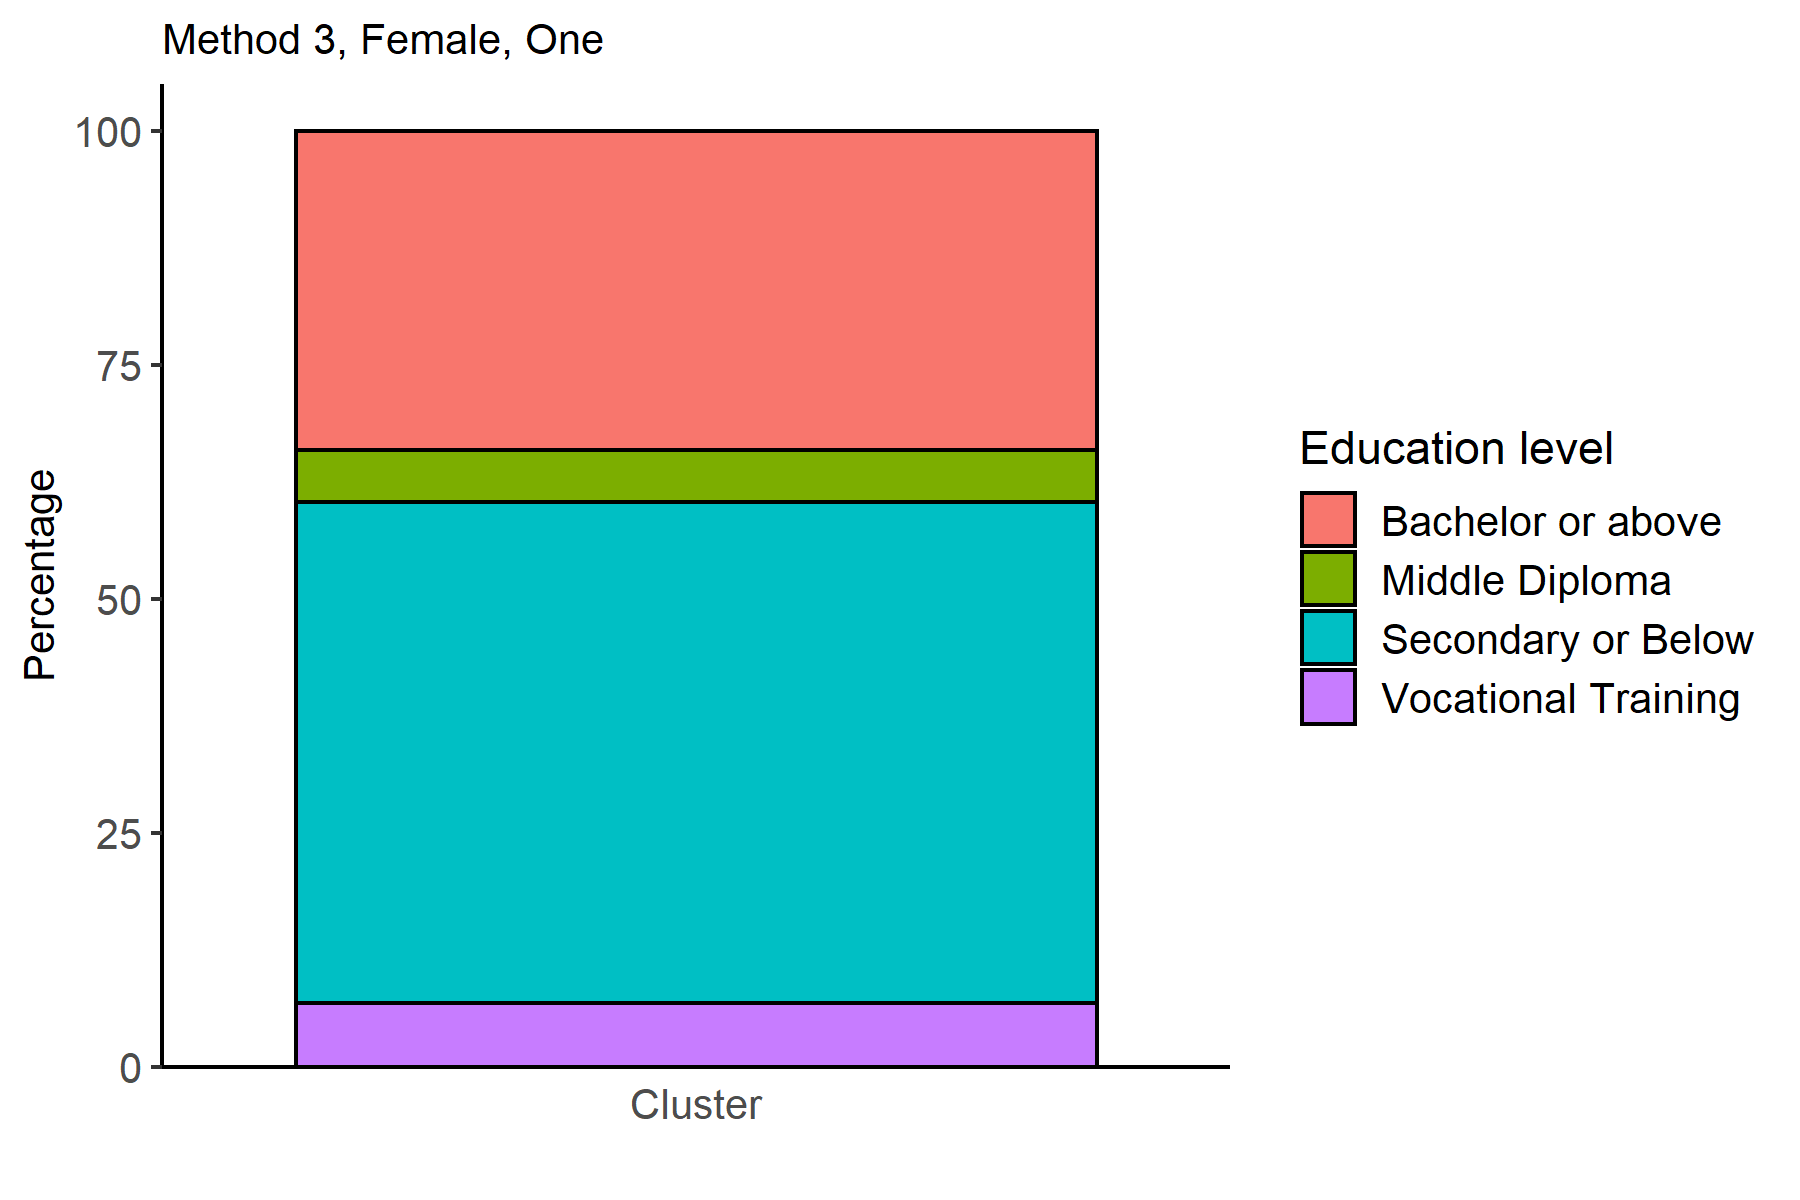 Method 3, Female, One
100
75
50
25
0
Percentage
Cluster
Education level
Bachelor or above
Middle Diploma
Secondary or Below
Vocational Training